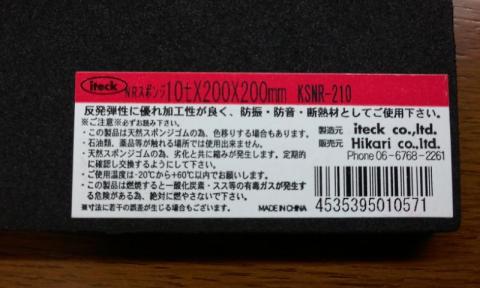 iteck NRスポンジ10t×200×200mm KSNR-210
反発弾性に優れ加工性が良く、防振・防音・断熱材としてご使用下さい。
※ご注意※必ずお読み下さい
・この製品は天然スポンジゴムの為、色移りする場合もあります。
・石油類、薬品等が触れる場所では使用出来ません。
・天然スポンジゴムの為、劣化と共に縮みが発生します。定期的
に確認し交換するようにして下さい。
・ご使用温度は-20℃から+60℃以内でお願いします。
・この製品は燃焼すると一酸化炭素・スス等の有毒ガスが発生す
る危険がある為、絶対に燃やさないで下さい。
※寸法に若干の誤差が生じる場合もございます。
MADE IN CHINA
製造元 iteck co.,ltd.
販売元 Hikari co.,ltd.
Phone 06-6768-2261
4535395010571